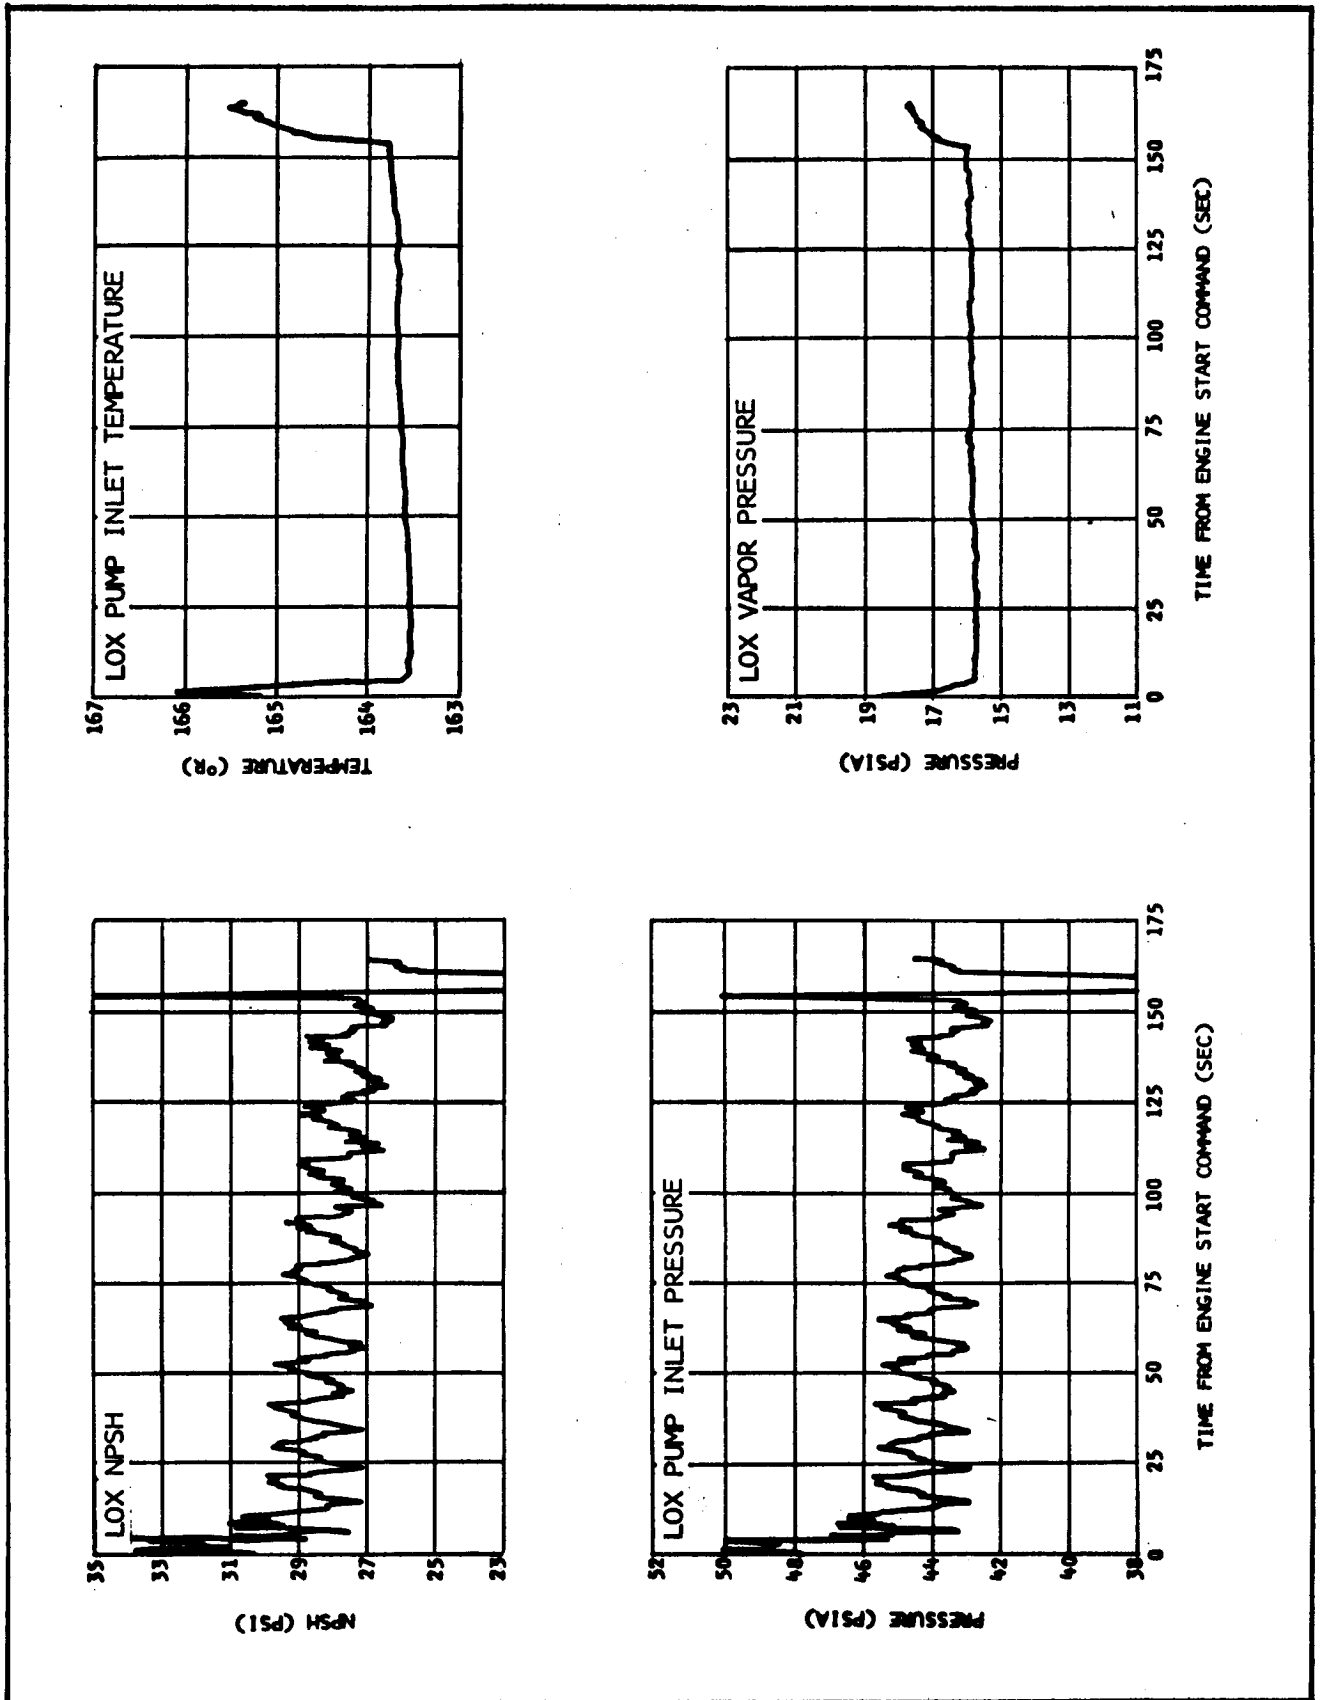 LOX NPSH
35
33
31
29
27
25
23
NPSH (PSI)
LOX PUMP INLET TEMPERATURE
167
166
165
164
163
TEMPERATURE (°R)
LOX PUMP INLET PRESSURE
52
50
48
46
44
42
40
38
PRESSURE (PSIA)
0 25 50 75 100 125 150 175
TIME FROM ENGINE START COMMAND (SEC)
LOX VAPOR PRESSURE
23
21
19
17
15
13
11
PRESSURE (PSIA)
0 25 50 75 100 125 150 175
TIME FROM ENGINE START COMMAND (SEC)